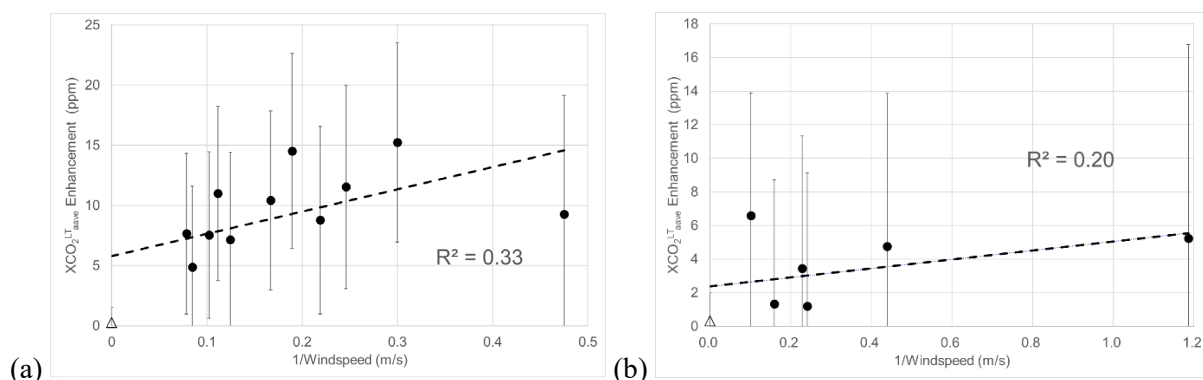 25
20
15
10
5
0
XCO₂ᴸᵀₐₐᵥₑ Enhancement (ppm)
R² = 0.33
0 0.1 0.2 0.3 0.4 0.5
1/Windspeed (m/s)
(a)
18
16
14
12
10
8
6
4
2
0
XCO₂ᴸᵀₐₐᵥₑ Enhancement (ppm)
R² = 0.20
0.0 0.2 0.4 0.6 0.8 1.0 1.2
1/Windspeed (m/s)
(b)